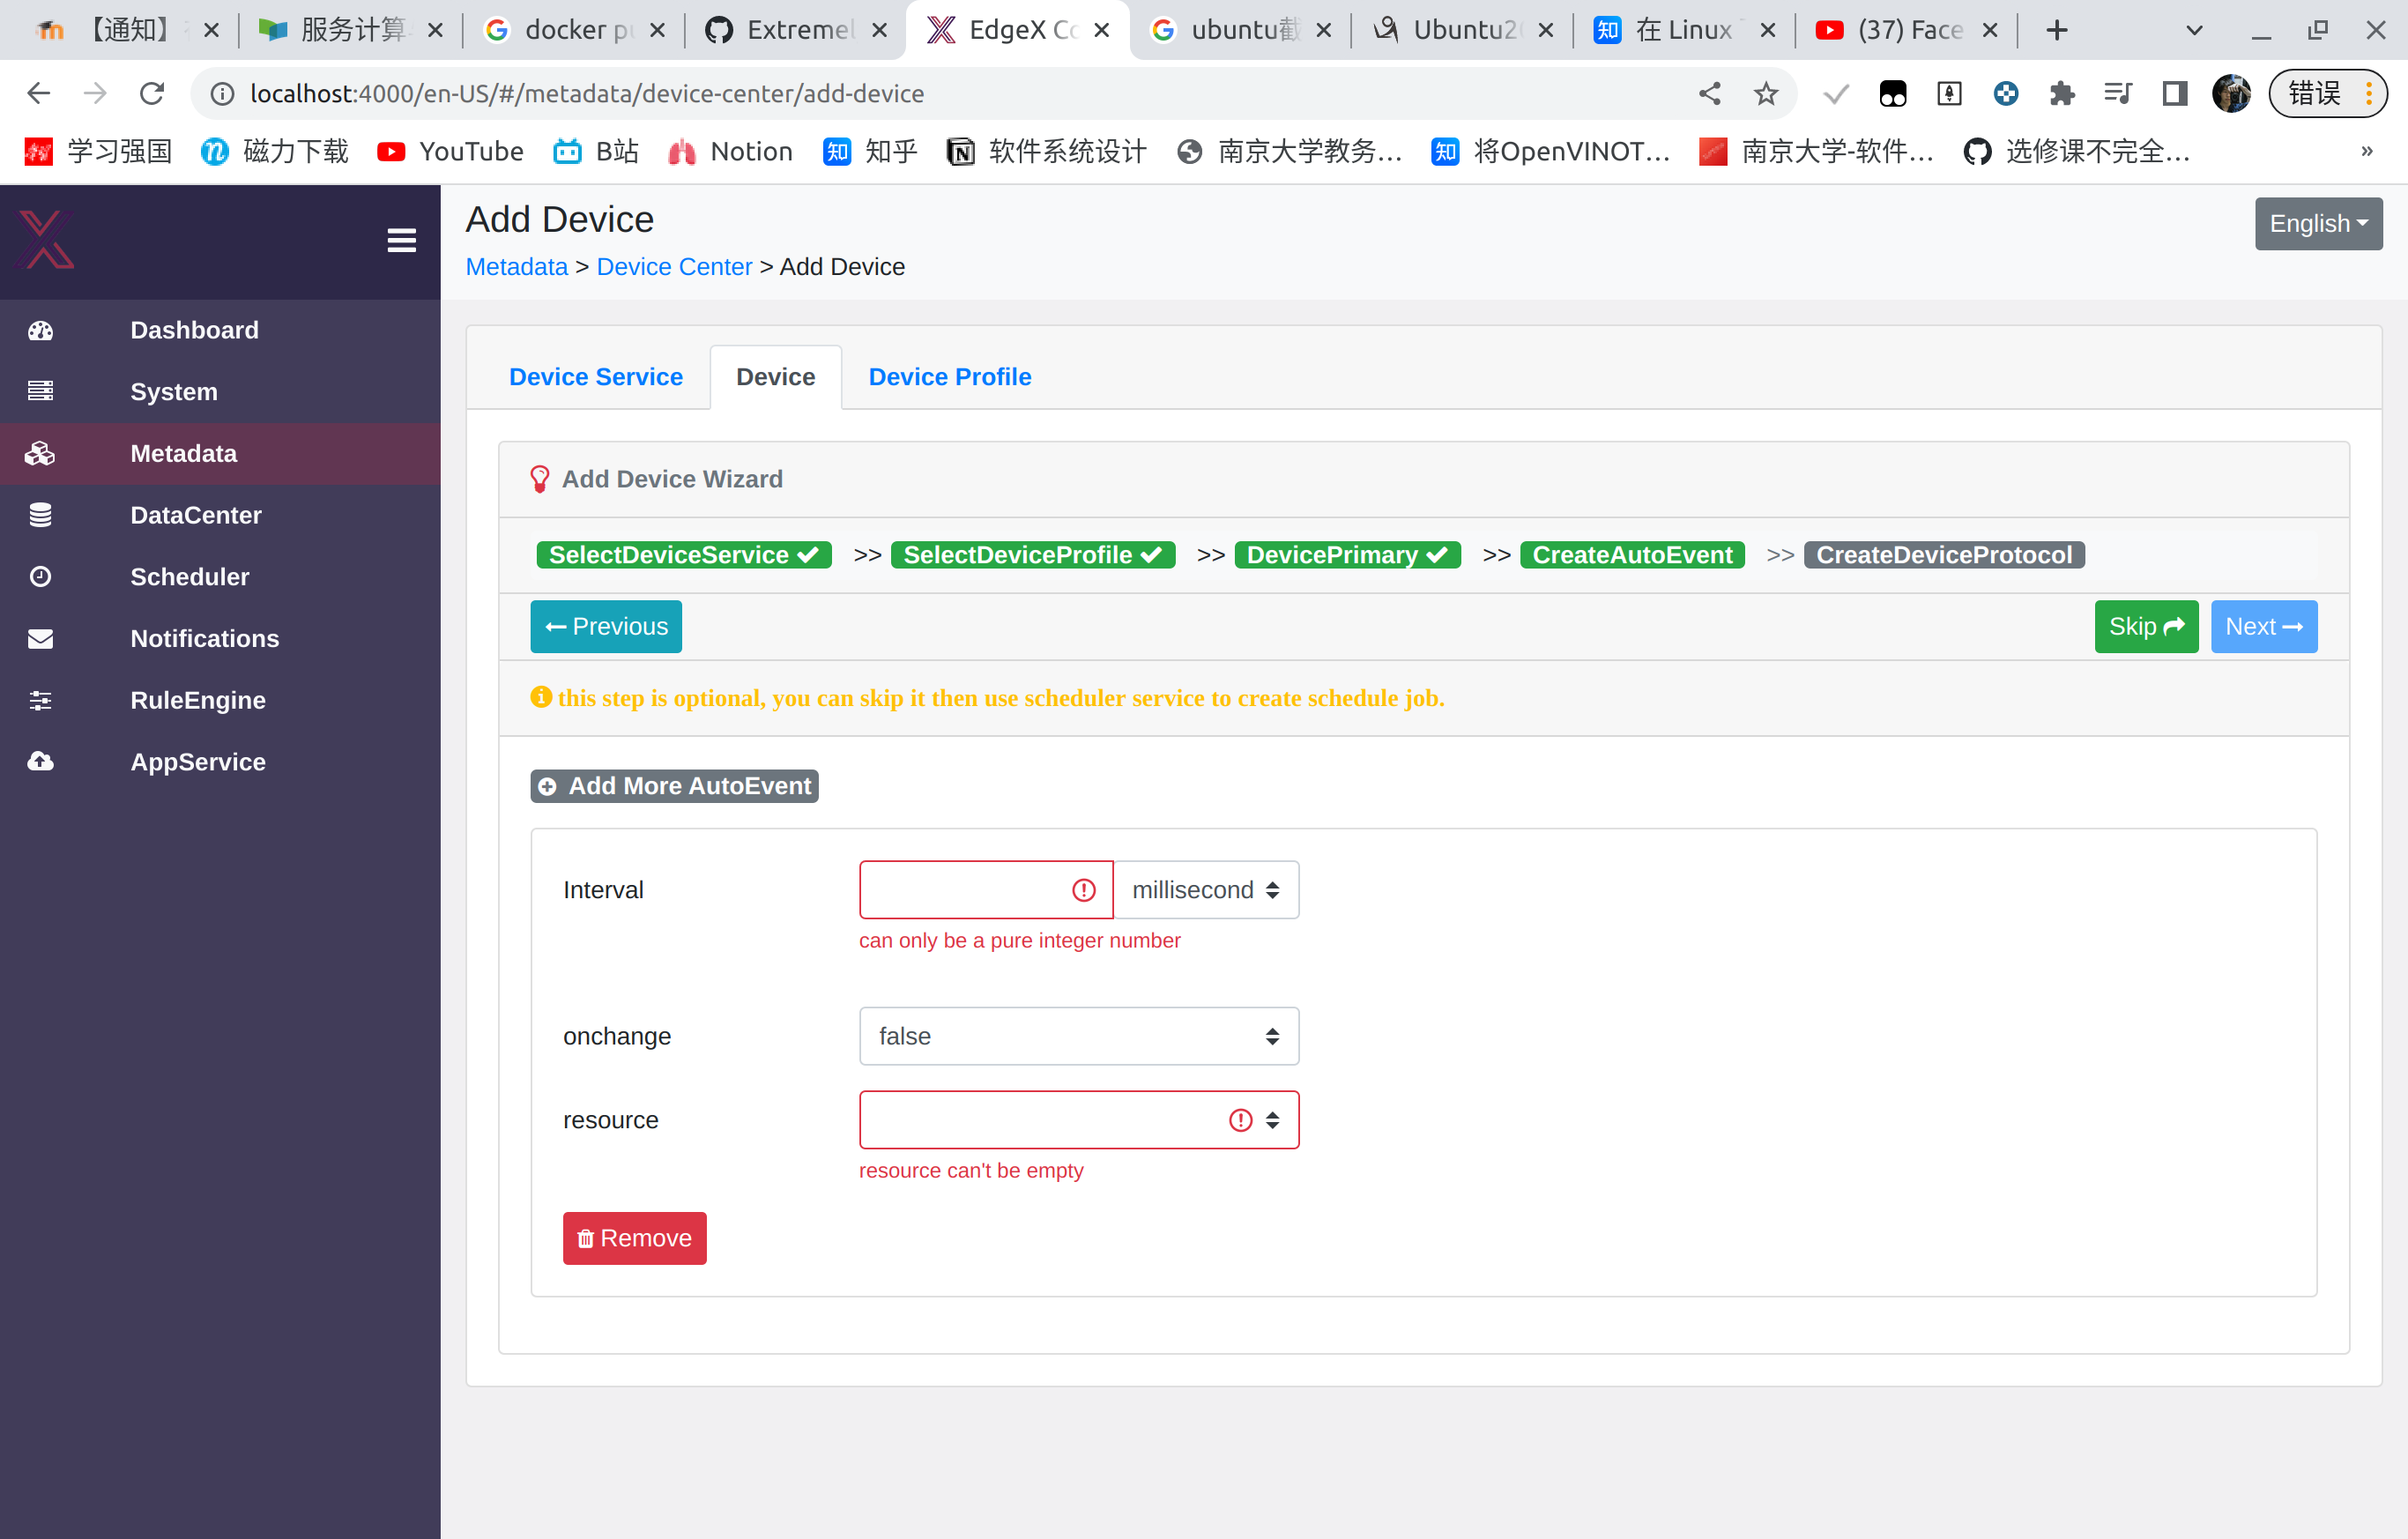 【通知】
服务计算
docker pu
Extremel
EdgeX Co
ubuntu截
Ubuntu20
在 Linux
(37) Face
localhost:4000/en-US/#/metadata/device-center/add-device
错误
学习强国
磁力下载
YouTube
B站
Notion
知乎
软件系统设计
南京大学教务...
将OpenVINOT...
南京大学-软件...
选修课不完全...
»
Add Device
English
Metadata > Device Center > Add Device
Dashboard
System
Metadata
DataCenter
Scheduler
Notifications
RuleEngine
AppService
Device Service
Device
Device Profile
Add Device Wizard
SelectDeviceService >> SelectDeviceProfile >> DevicePrimary >> CreateAutoEvent >> CreateDeviceProtocol
Previous
Skip
Next
this step is optional, you can skip it then use scheduler service to create schedule job.
Add More AutoEvent
Interval
millisecond
can only be a pure integer number
onchange
false
resource
resource can't be empty
Remove